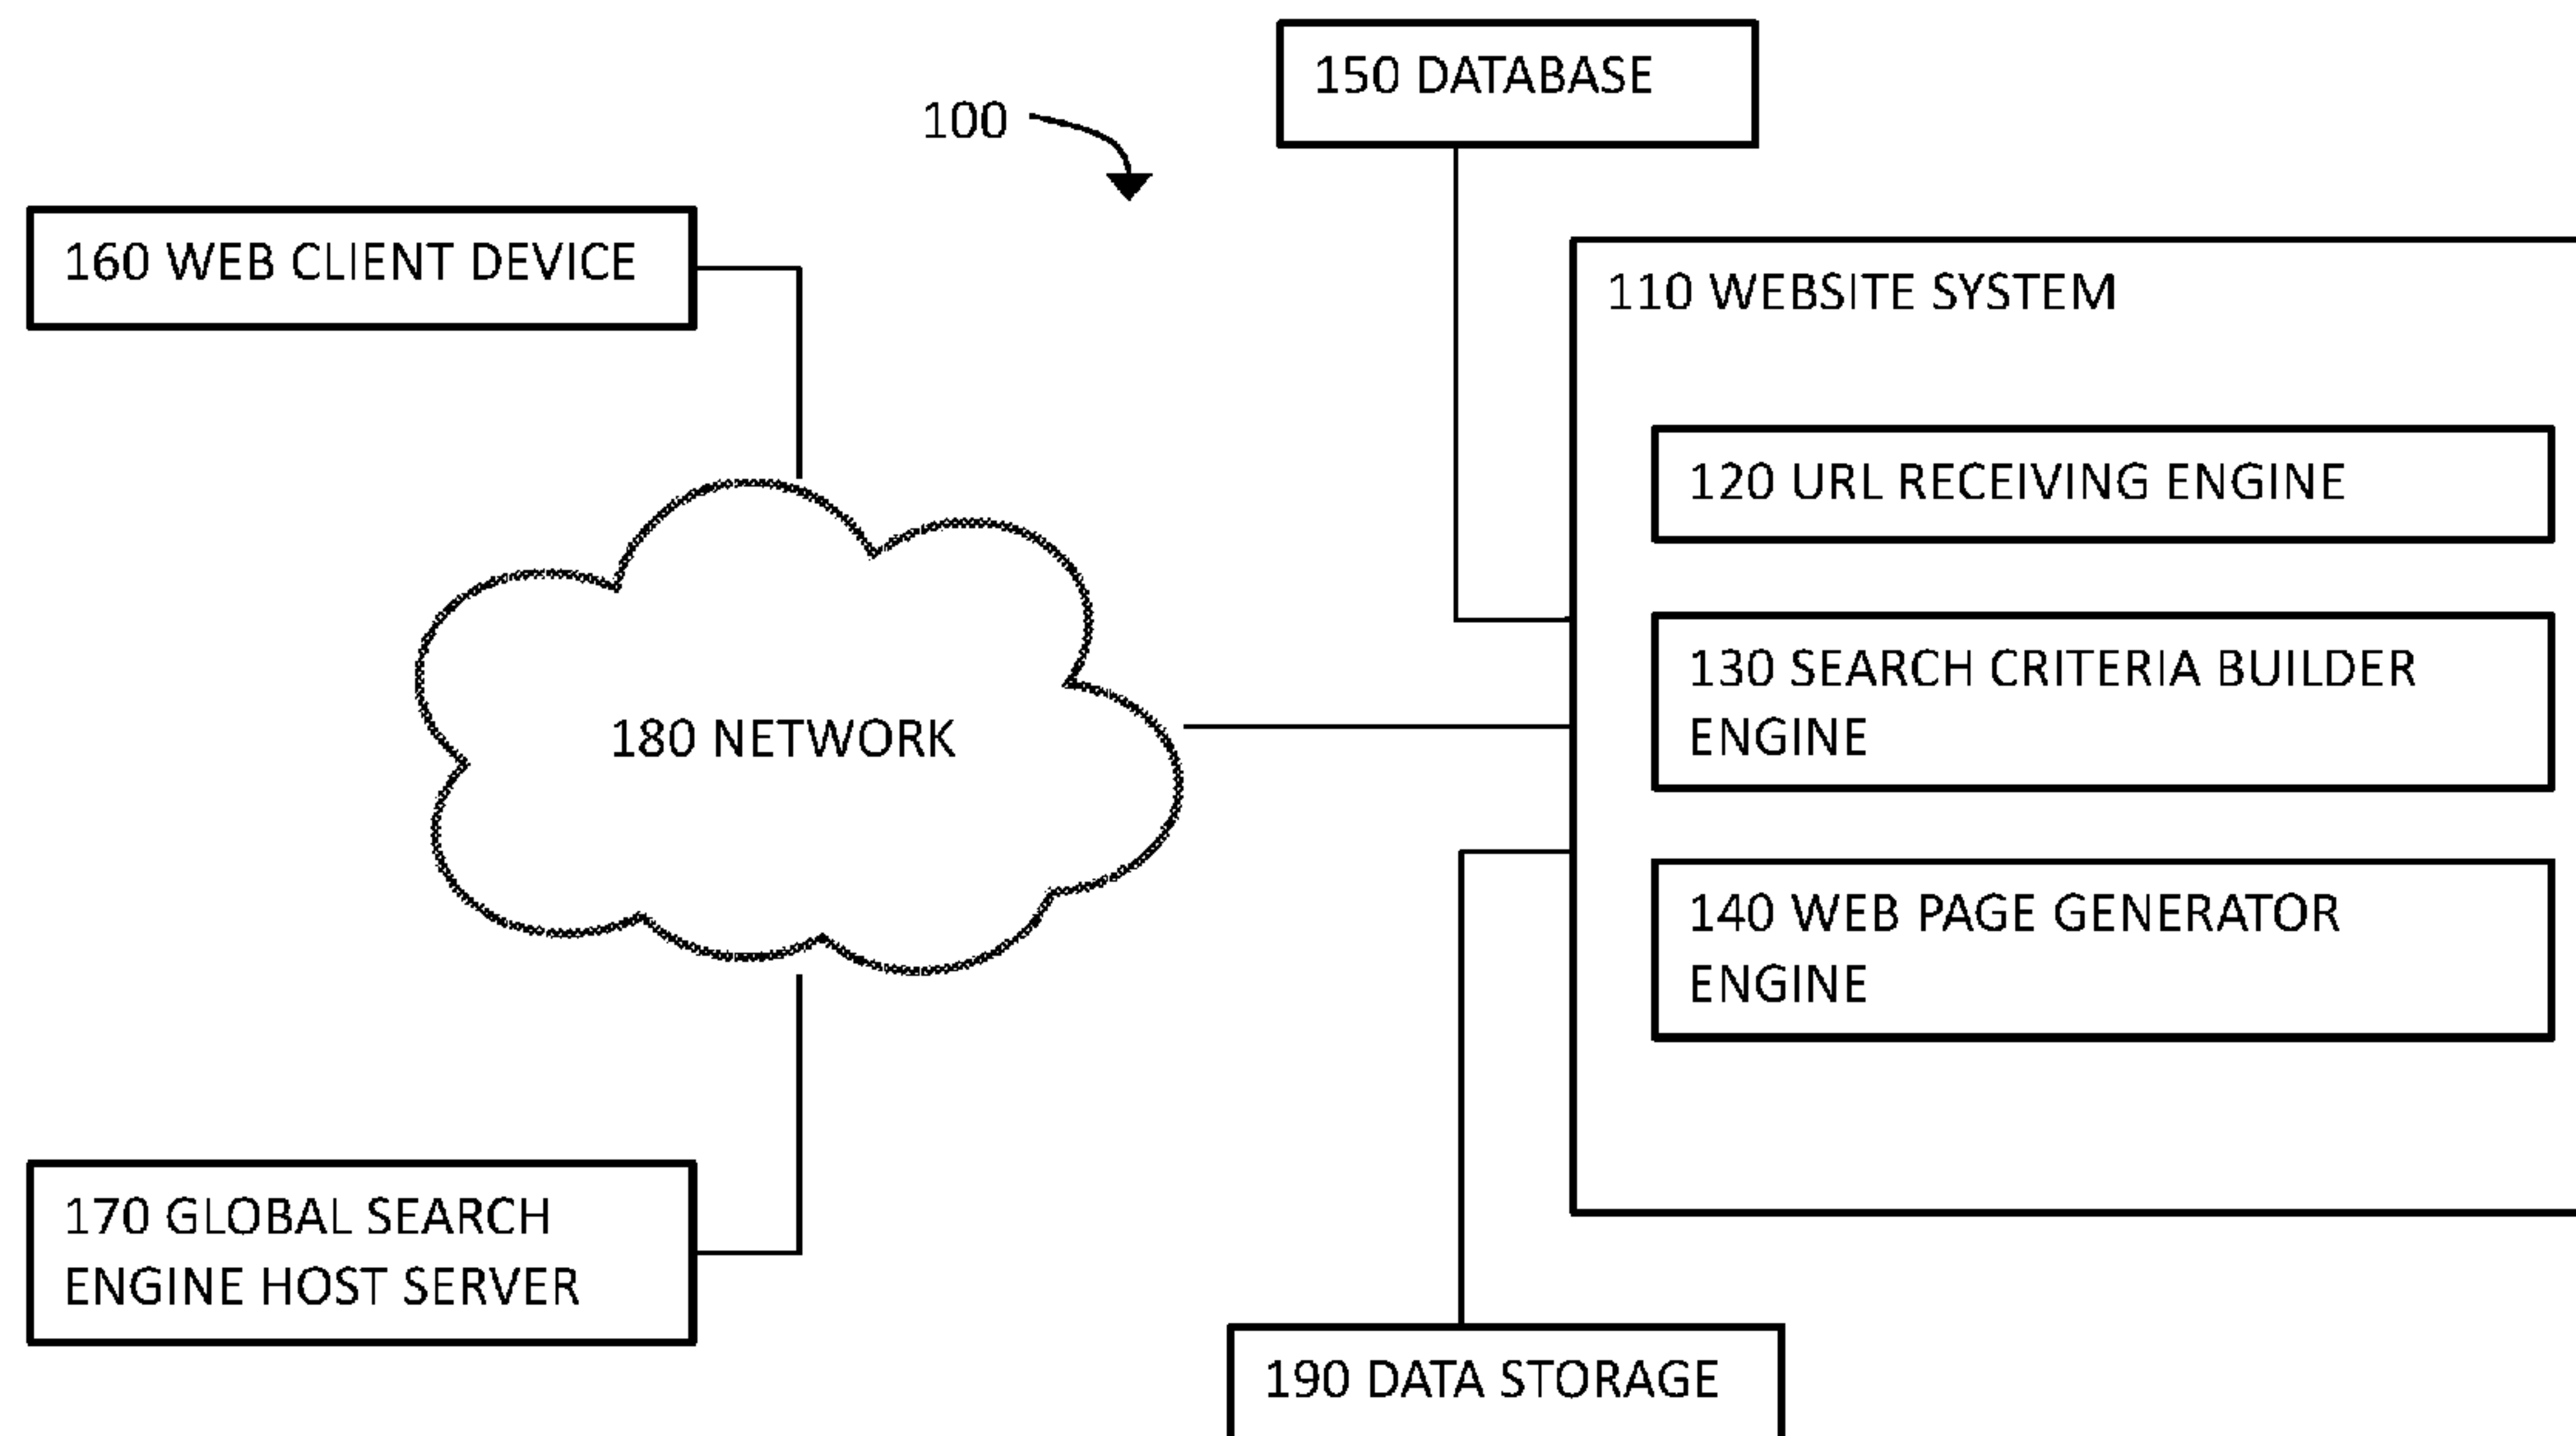 150 DATABASE
100
160 WEB CLIENT DEVICE
110 WEBSITE SYSTEM
120 URL RECEIVING ENGINE
130 SEARCH CRITERIA BUILDER
ENGINE
180 NETWORK
140 WEB PAGE GENERATOR
ENGINE
170 GLOBAL SEARCH
ENGINE HOST SERVER
190 DATA STORAGE